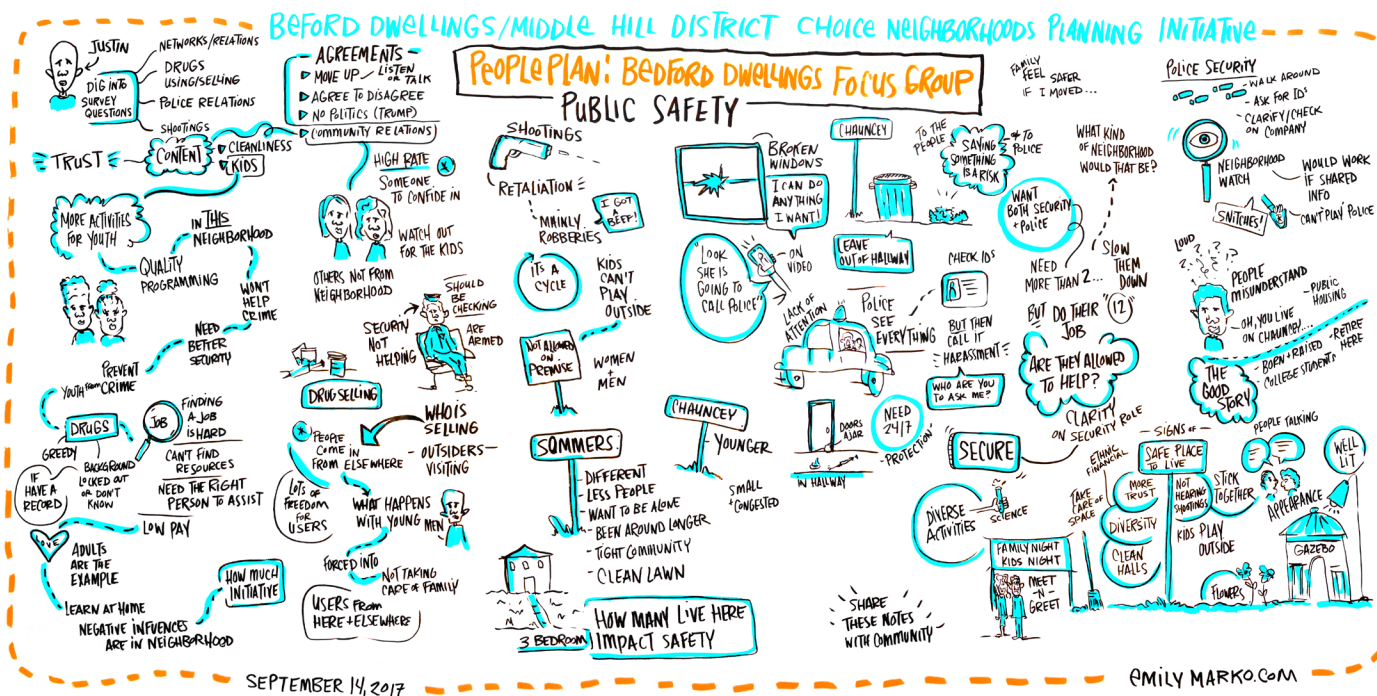 BEFORD DWELLINGS/MIDDLE HILL DISTRICT CHOICE NEIGHBORHOODS PLANNING INITIATIVE
PEOPLE PLAN: BEDFORD DWELLINGS FOCUS GROUP
PUBLIC SAFETY
JUSTIN
DIG INTO
SURVEY
QUESTIONS
NETWORKS/RELATIONS
DRUGS
USING/SELLING
POLICE RELATIONS
SHOOTINGS
AGREEMENTS
MOVE UP
LISTEN
OR TALK
AGREE TO DISAGREE
NO POLITICS (TRUMP)
COMMUNITY RELATIONS
TRUST
CONTENT
CLEANLINESS
KIDS
MORE ACTIVITIES
FOR YOUTH
IN THIS
NEIGHBORHOOD
QUALITY
PROGRAMMING
WON'T
HELP
CRIME
NEED
BETTER
SECURITY
PREVENT
CRIME
YOUTH FROM
DRUGS
GREEDY
JOB
FINDING
A JOB
IS HARD
CAN'T FIND
RESOURCES
NEED THE RIGHT
PERSON TO ASSIST
BACKGROUND
LOCKED OUT
OR DON'T
KNOW
IF
HAVE A
RECORD
LOW PAY
LOVE
ADULTS
ARE THE
EXAMPLE
LEARN AT HOME
NEGATIVE INFUENCES
ARE IN NEIGHBORHOOD
HOW MUCH
INITIATIVE
HIGH RATE
SOMEONE
TO CONFIDE IN
WATCH OUT
FOR THE KIDS
OTHERS NOT FROM
NEIGHBORHOOD
SECURITY
NOT
HELPING
SHOULD
BE
CHECKING
ARE
ARMED
DRUG SELLING
WHO IS
SELLING
OUTSIDERS
VISITING
PEOPLE
COME IN
FROM ELSEWHERE
LOTS OF
FREEDOM
FOR
USERS
WHAT HAPPENS
WITH YOUNG MEN
FORCED INTO
NOT TAKING
CARE OF FAMILY
USERS FROM
HERE + ELSEWHERE
SHOOTINGS
RETALIATION
MAINLY
ROBBERIES
I GOT
A
BEEF!
ITS A
CYCLE
KIDS
CAN'T
PLAY
OUTSIDE
NOT ALLOWED
ON
PREMISE
WOMEN
+
MEN
SOMMERS:
DIFFERENT
LESS PEOPLE
WANT TO BE ALONE
BEEN AROUND LONGER
TIGHT COMMUNITY
CLEAN LAWN
3 BEDROOM
HOW MANY LIVE HERE
IMPACT SAFETY
CHAUNCEY
YOUNGER
SMALL
+ CONGESTED
BROKEN
WINDOWS
I CAN DO
ANYTHING
I WANT!
"LOOK
SHE IS
GOING TO
CALL POLICE"
ON
VIDEO
CHAUNCEY
LEAVE
OUT OF HALLWAY
LACK OF
ATTENTION
POLICE
SEE
EVERYTHING
DOORS
AJAR
IN HALLWAY
NEED
24/7
PROTECTION
TO THE
PEOPLE
SAYING
SOMETHING
IS A RISK
+ TO
POLICE
CHECK IDS
BUT THEN
CALL IT
HARASSMENT
WHO ARE YOU
TO ASK ME?
FAMILY
FEEL SAFER
IF I MOVED...
WHAT KIND
OF NEIGHBORHOOD
WOULD THAT BE?
WANT
BOTH SECURITY
+ POLICE
NEED
MORE THAN 2...
SLOW
THEM
DOWN
BUT DO THEIR "12"
JOB
ARE THEY ALLOWED
TO HELP?
CLARITY
ON SECURITY ROLE
SECURE
DIVERSE
ACTIVITIES
SCIENCE
FAMILY NIGHT
KIDS NIGHT
MEET
-N-
GREET
SHARE
THESE NOTES
WITH COMMUNITY
POLICE SECURITY
WALK AROUND
ASK FOR IDS
CLARIFY/CHECK
ON COMPANY
NEIGHBORHOOD
WATCH
WOULD WORK
IF SHARED
INFO
SNITCHES!
CAN'T PLAY POLICE
LOUD
PEOPLE
MISUNDERSTAND
PUBLIC
HOUSING
OH, YOU LIVE
ON CHAUNCY...
THE
GOOD
STORY
BORN + RAISED
RETIRE
HERE
COLLEGE STUDENTS
SIGNS OF
SAFE PLACE
TO LIVE
ETHNIC
FINANCIAL
TAKE
CARE OF
SPACE
MORE
TRUST
DIVERSITY
CLEAN
HALLS
NOT
HEARING
SHOOTINGS
STICK
TOGETHER
KIDS PLAY
OUTSIDE
FLOWERS
PEOPLE TALKING
APPEARANCE
WELL
LIT
GAZEBO
SEPTEMBER 14, 2017
EMILY MARKO.COM